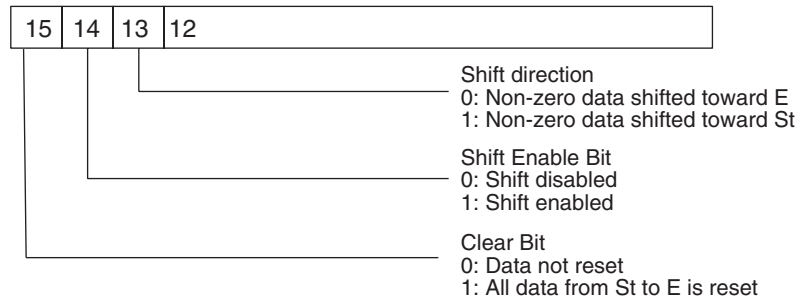 15 14 13 12
Shift direction
0: Non-zero data shifted toward E
1: Non-zero data shifted toward St
Shift Enable Bit
0: Shift disabled
1: Shift enabled
Clear Bit
0: Data not reset
1: All data from St to E is reset